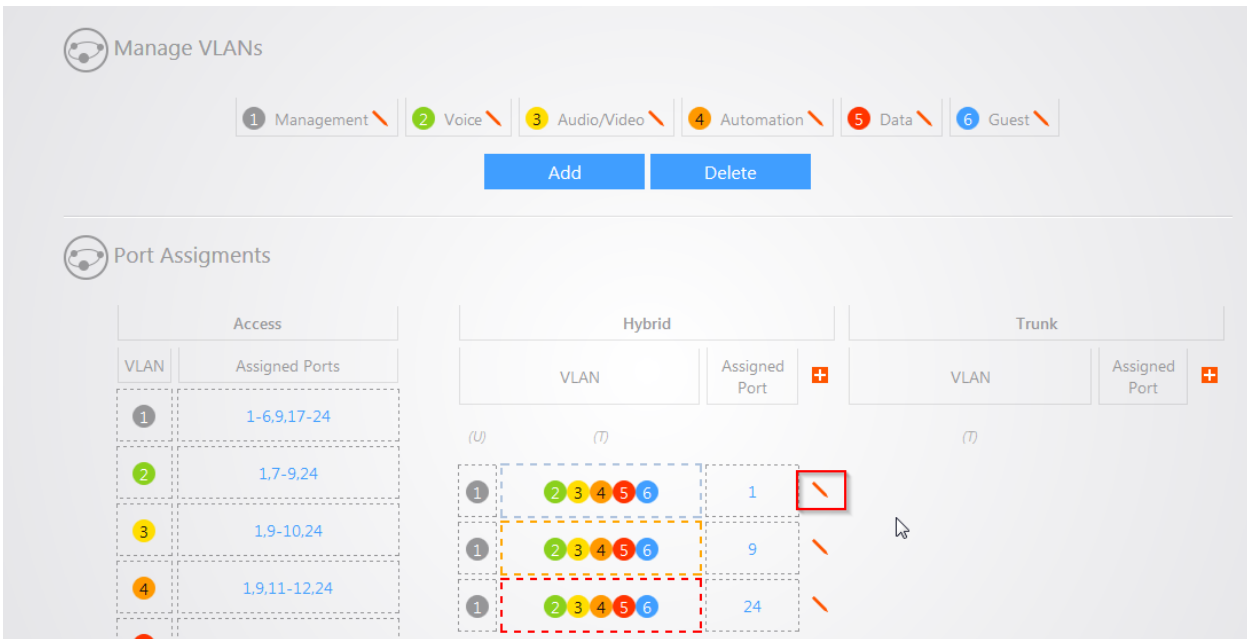 Manage VLANs
1 Management 2 Voice 3 Audio/Video 4 Automation 5 Data 6 Guest
Add Delete
Port Assigments
Access Hybrid Trunk
VLAN Assigned Ports VLAN Assigned Port VLAN Assigned Port
(U) (T) (T)
1 1-6,9,17-24
2 1,7-9,24
3 1,9-10,24
4 1,9,11-12,24
1 2 3 4 5 6 1
1 2 3 4 5 6 9
1 2 3 4 5 6 24